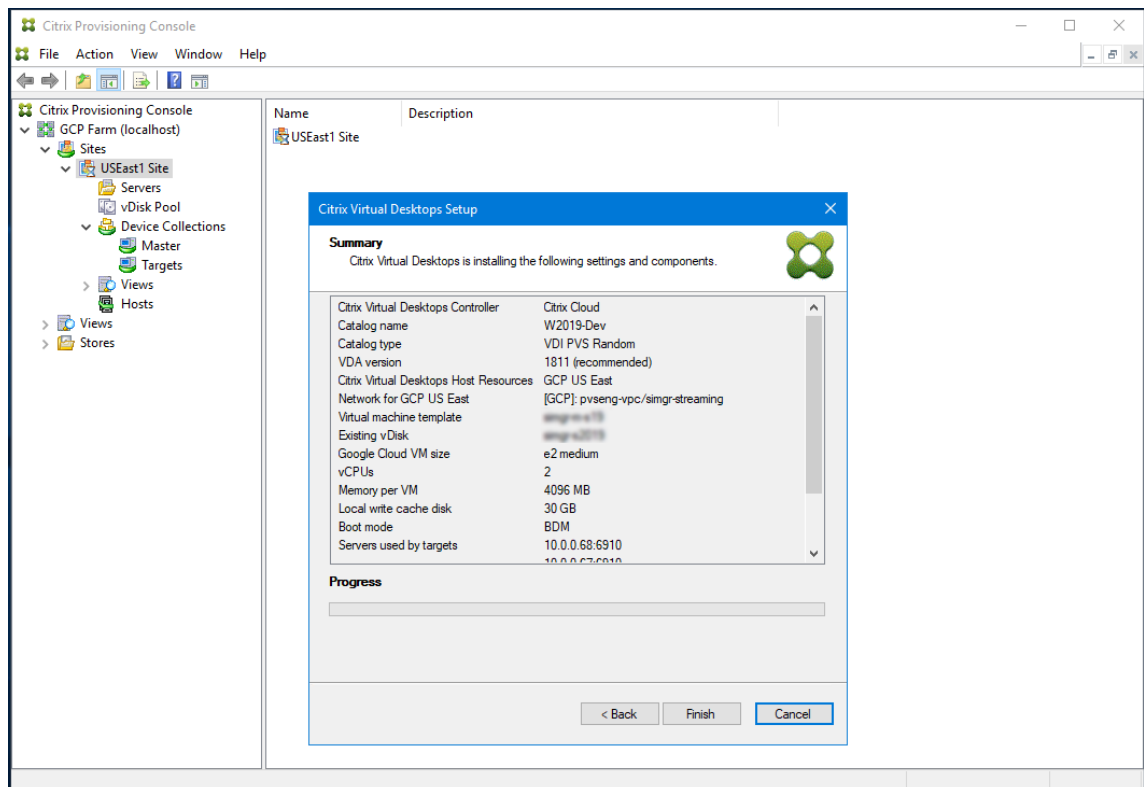 Citrix Provisioning Console
File Action View Window Help
Citrix Provisioning Console
GCP Farm (localhost)
Sites
USEast1 Site
Servers
vDisk Pool
Device Collections
Master
Targets
Views
Hosts
Views
Stores
Name Description
USEast1 Site
Citrix Virtual Desktops Setup
Summary
Citrix Virtual Desktops is installing the following settings and components.
Citrix Virtual Desktops Controller Citrix Cloud
Catalog name W2019-Dev
Catalog type VDI PVS Random
VDA version 1811 (recommended)
Citrix Virtual Desktops Host Resources GCP US East
Network for GCP US East [GCP]: pvseng-vpc/simgr-streaming
Virtual machine template
Existing vDisk
Google Cloud VM size e2 medium
vCPUs 2
Memory per VM 4096 MB
Local write cache disk 30 GB
Boot mode BDM
Servers used by targets 10.0.0.68:6910
10.0.0.67:6910
Progress
< Back Finish Cancel